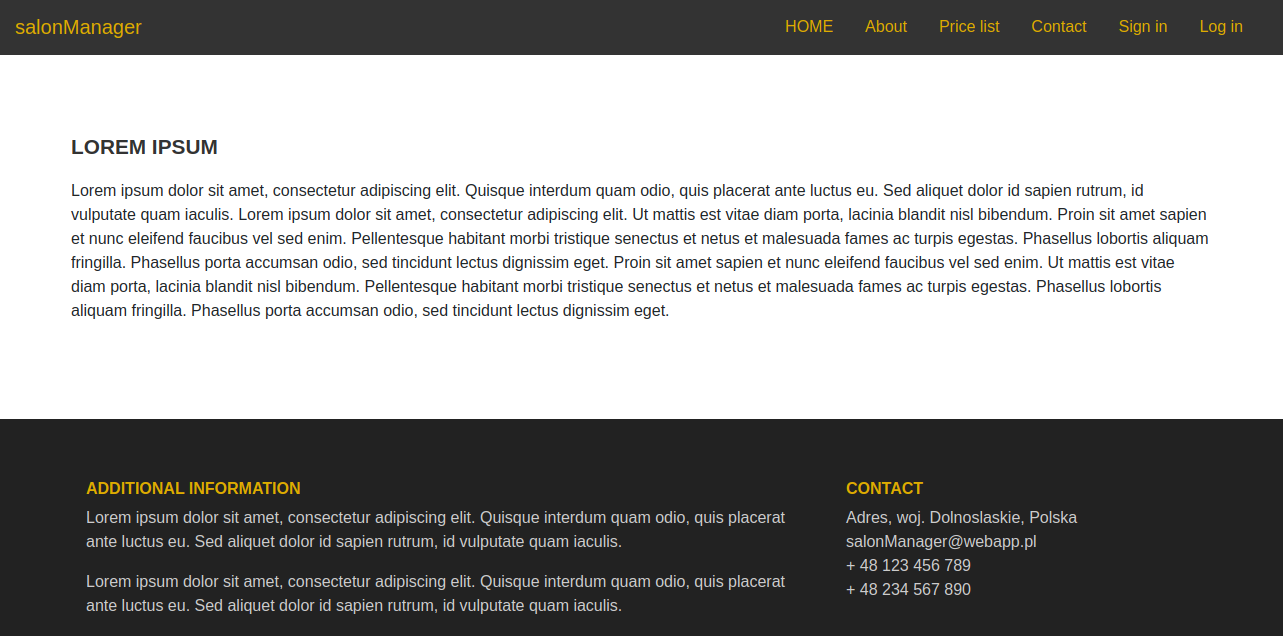 salonManager
HOME About Price list Contact Sign in Log in
LOREM IPSUM
Lorem ipsum dolor sit amet, consectetur adipiscing elit. Quisque interdum quam odio, quis placerat ante luctus eu. Sed aliquet dolor id sapien rutrum, id
vulputate quam iaculis. Lorem ipsum dolor sit amet, consectetur adipiscing elit. Ut mattis est vitae diam porta, lacinia blandit nisl bibendum. Proin sit amet sapien
et nunc eleifend faucibus vel sed enim. Pellentesque habitant morbi tristique senectus et netus et malesuada fames ac turpis egestas. Phasellus lobortis aliquam
fringilla. Phasellus porta accumsan odio, sed tincidunt lectus dignissim eget. Proin sit amet sapien et nunc eleifend faucibus vel sed enim. Ut mattis est vitae
diam porta, lacinia blandit nisl bibendum. Pellentesque habitant morbi tristique senectus et netus et malesuada fames ac turpis egestas. Phasellus lobortis
aliquam fringilla. Phasellus porta accumsan odio, sed tincidunt lectus dignissim eget.
ADDITIONAL INFORMATION
Lorem ipsum dolor sit amet, consectetur adipiscing elit. Quisque interdum quam odio, quis placerat
ante luctus eu. Sed aliquet dolor id sapien rutrum, id vulputate quam iaculis.
Lorem ipsum dolor sit amet, consectetur adipiscing elit. Quisque interdum quam odio, quis placerat
ante luctus eu. Sed aliquet dolor id sapien rutrum, id vulputate quam iaculis.
CONTACT
Adres, woj. Dolnoslaskie, Polska
salonManager@webapp.pl
+ 48 123 456 789
+ 48 234 567 890